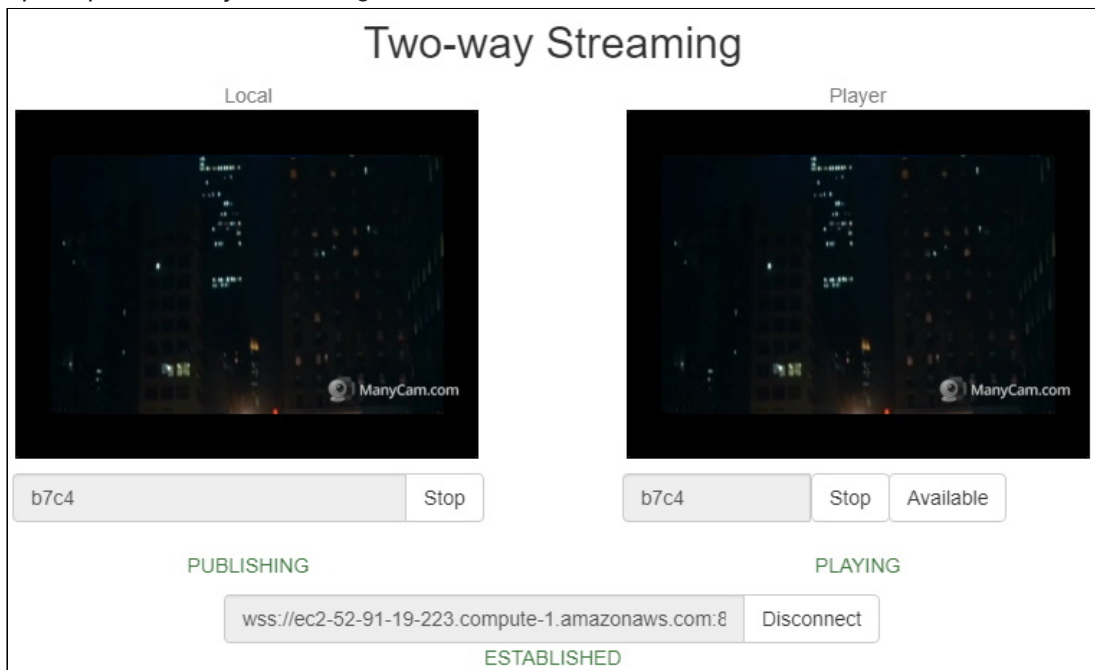 Two-way Streaming
Local
Player
ManyCam.com
ManyCam.com
b7c4
Stop
b7c4
Stop
Available
PUBLISHING
PLAYING
wss://ec2-52-91-19-223.compute-1.amazonaws.com:8
Disconnect
ESTABLISHED